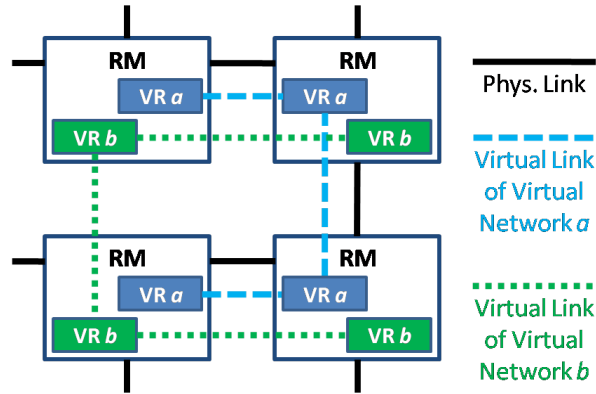 RM
VR a
VR b
RM
VR a
VR b
RM
VR a
VR b
RM
VR a
VR b
Phys. Link
Virtual Link
of Virtual
Network a
Virtual Link
of Virtual
Network b